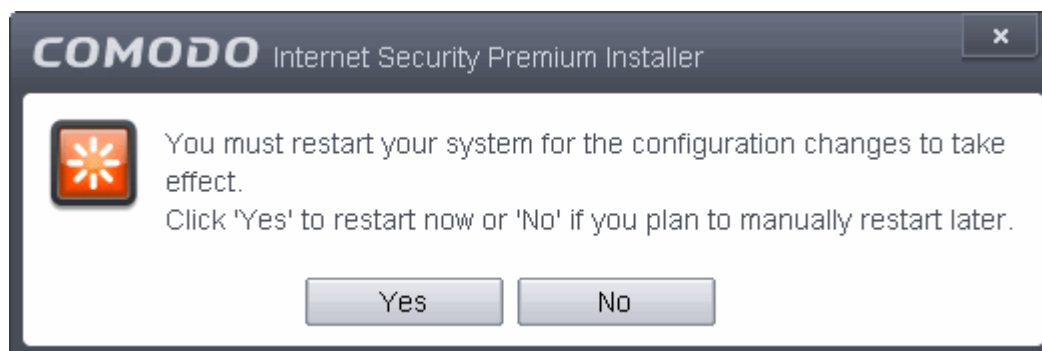 COMODO Internet Security Premium Installer
You must restart your system for the configuration changes to take
effect.
Click 'Yes' to restart now or 'No' if you plan to manually restart later.
Yes No